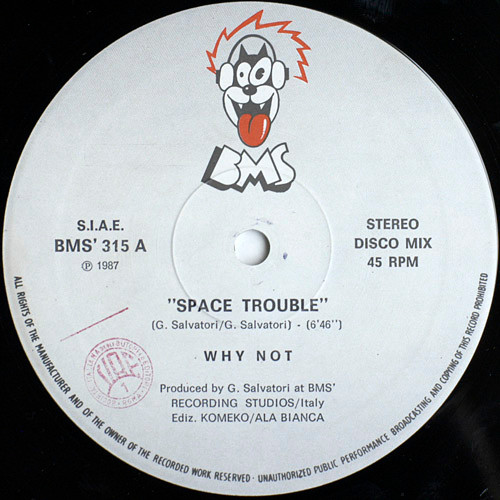 BMS
S.I.A.E.
BMS' 315 A
℗ 1987
STEREO
DISCO MIX
45 RPM
"SPACE TROUBLE"
(G. Salvatori/G. Salvatori) - (6'46")
WHY NOT
Produced by G. Salvatori at BMS'
RECORDING STUDIOS/Italy
Ediz. KOMEKO/ALA BIANCA
ALL RIGHTS OF THE MANUFACTURER AND OF THE OWNER OF THE RECORDED WORK RESERVED - UNAUTHORIZED PUBLIC PERFORMANCE BROADCASTING AND COPYING OF THIS RECORD PROHIBITED